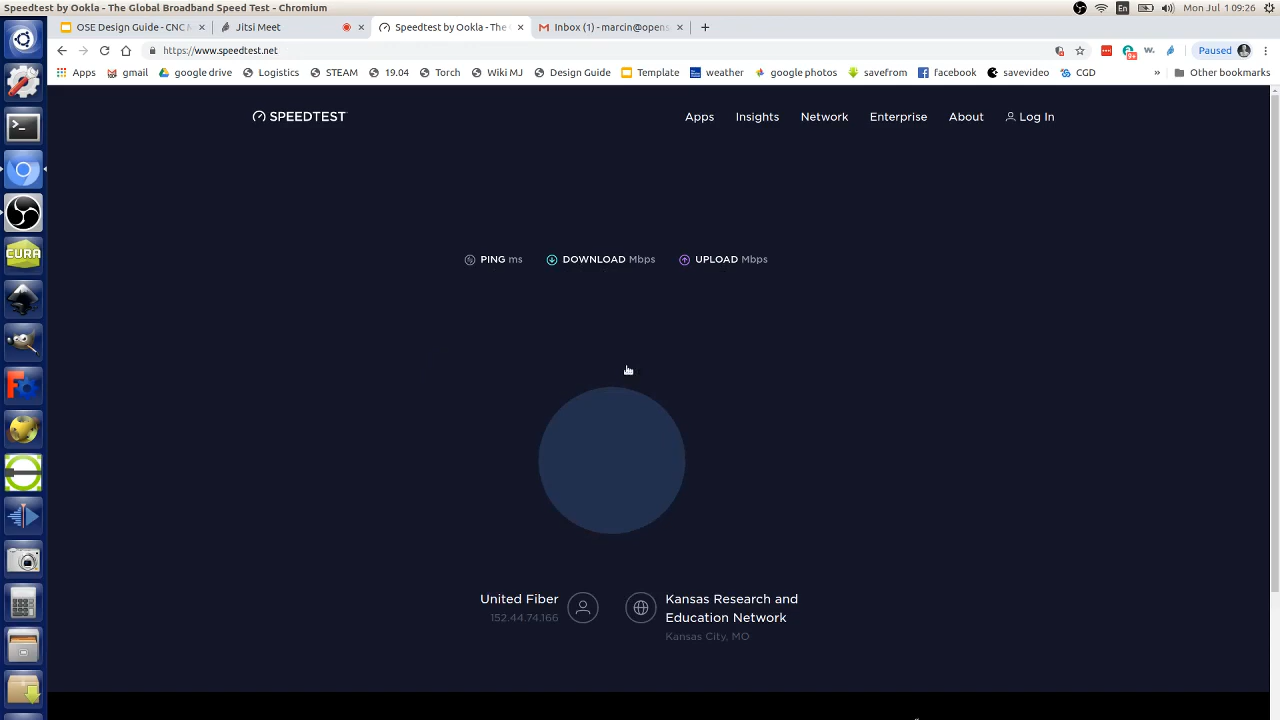 Speedtest by Ookla - The Global Broadband Speed Test - Chromium
En
Mon Jul 1 09:26
OSE Design Guide - CNC
Jitsi Meet
Speedtest by Ookla - The
Inbox (1) - marcin@opens
https://www.speedtest.net
9+
W.
Paused
Apps
gmail
google drive
Logistics
STEAM
19.04
Torch
Wiki MJ
Design Guide
Template
weather
google photos
savefrom
facebook
savevideo
CGD
Other bookmarks
SPEEDTEST
Apps
Insights
Network
Enterprise
About
Log In
PING ms
DOWNLOAD Mbps
UPLOAD Mbps
CURA
United Fiber
152.44.74.166
Kansas Research and
Education Network
Kansas City, MO